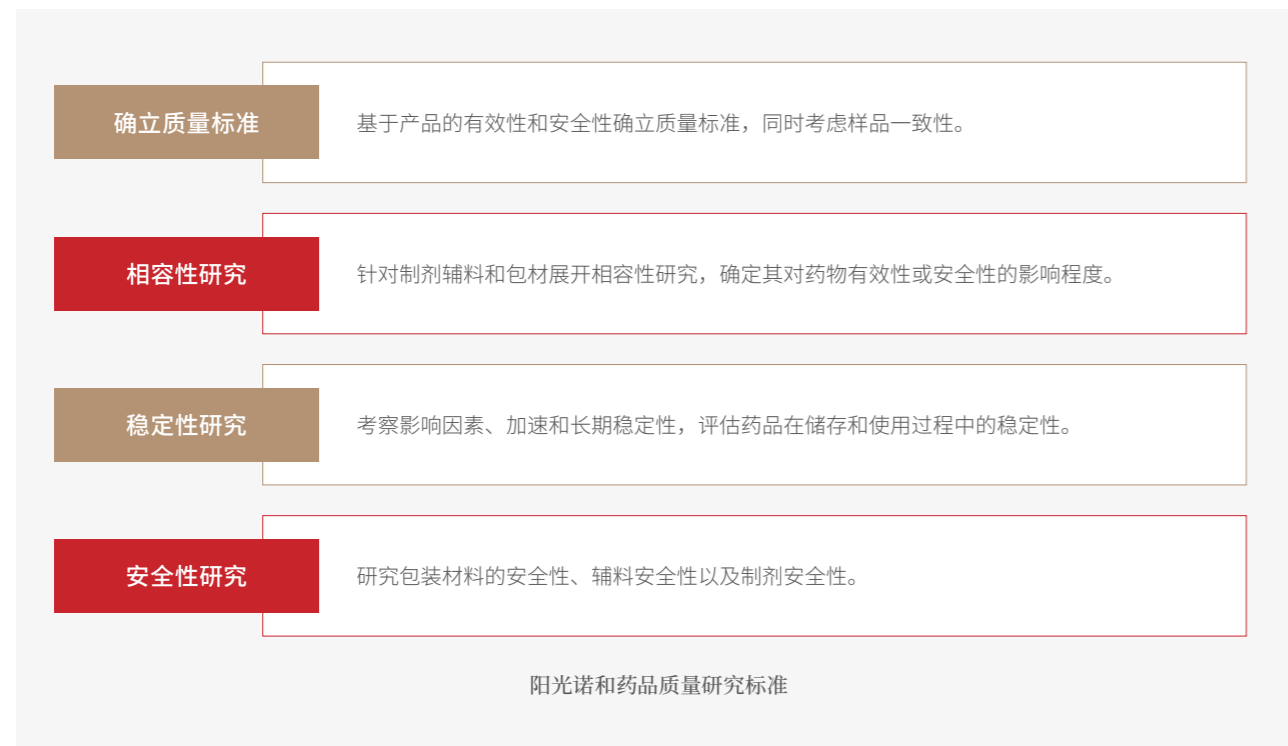 确立质量标准
基于产品的有效性和安全性确立质量标准，同时考虑样品一致性。
相容性研究
针对制剂辅料和包材展开相容性研究，确定其对药物有效性或安全性的影响程度。
稳定性研究
考察影响因素、加速和长期稳定性，评估药品在储存和使用过程中的稳定性。
安全性研究
研究包装材料的安全性、辅料安全性以及制剂安全性。
阳光诺和药品质量研究标准